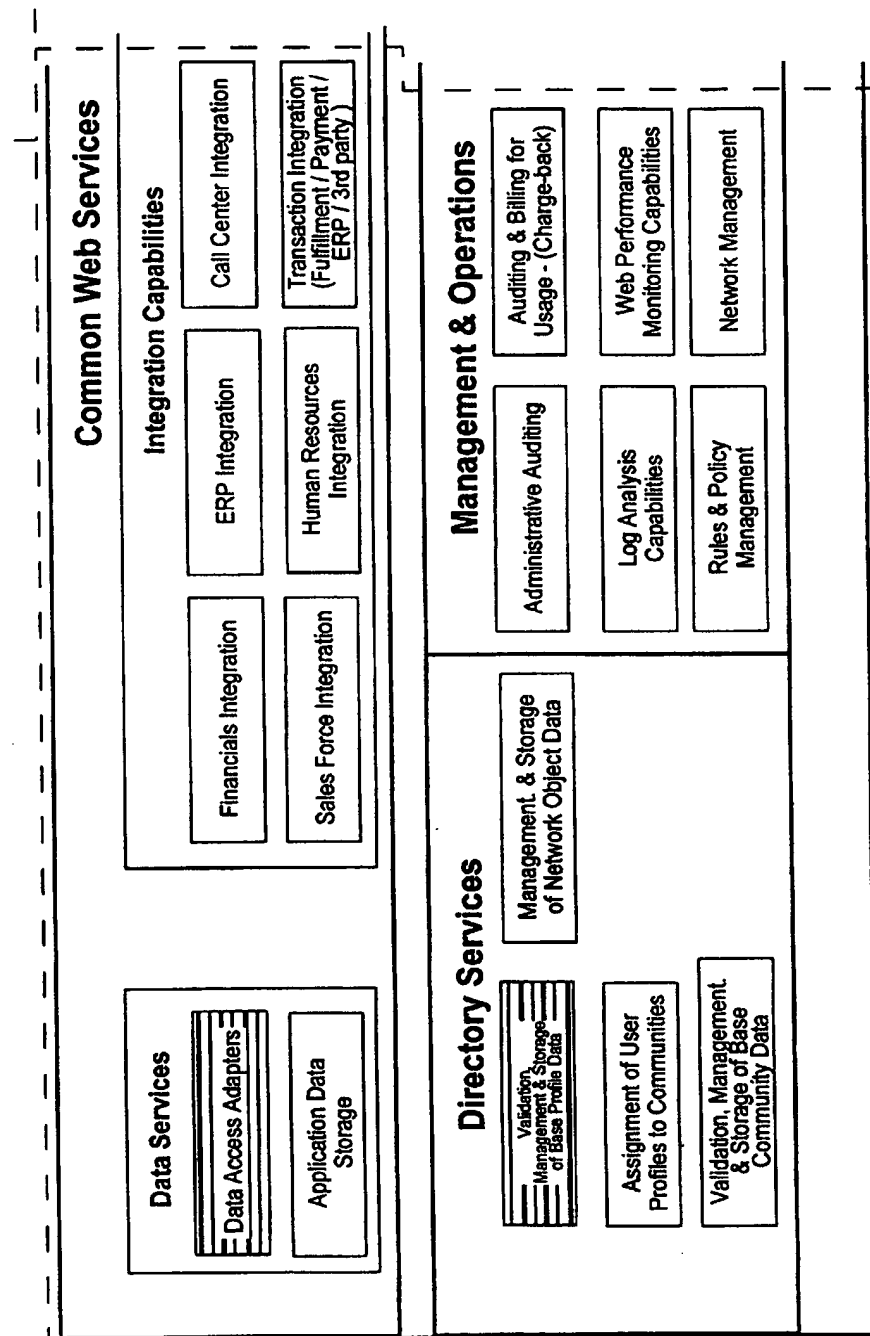 Common Web Services
Data Services
Data Access Adapters
Application Data
Storage
Integration Capabilities
Financials Integration
ERP Integration
Call Center Integration
Sales Force Integration
Human Resources
Integration
Transaction Integration
(Fulfillment / Payment /
ERP / 3rd party )
Directory Services
Validation,
Management & Storage
of Base Profile Data
Management. & Storage
of Network Object Data
Assignment of User
Profiles to Communities
Validation, Management.
& Storage of Base
Community Data
Management & Operations
Administrative Auditing
Auditing & Billing for
Usage - (Charge-back)
Log Analysis
Capabilities
Web Performance
Monitoring Capabilities
Rules & Policy
Management
Network Management